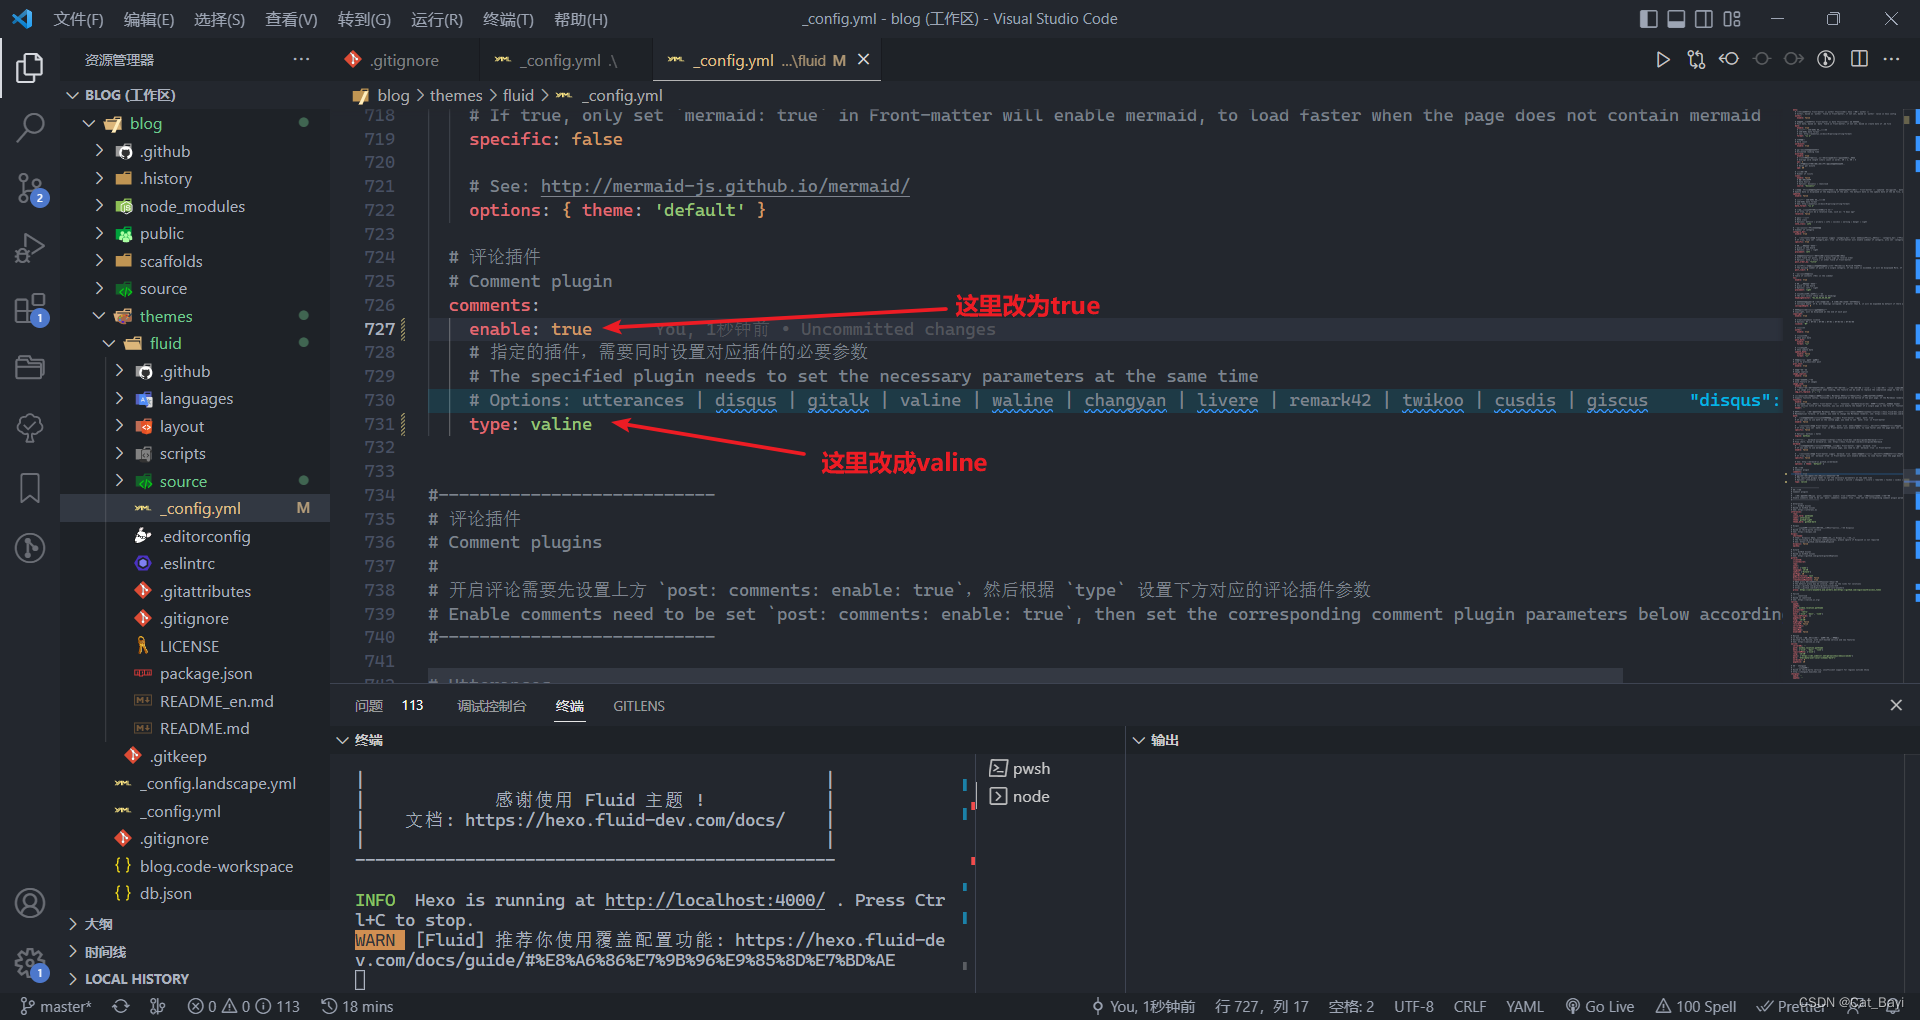 文件(F) 编辑(E) 选择(S) 查看(V) 转到(G) 运行(R) 终端(T) 帮助(H)
_config.yml - blog (工作区) - Visual Studio Code
资源管理器
.gitignore
_config.yml .\
_config.yml ...\fluid M
BLOG (工作区)
blog > themes > fluid > _config.yml
blog
.github
.history
node_modules
public
scaffolds
source
themes
fluid
.github
languages
layout
scripts
source
_config.yml M
.editorconfig
.eslintrc
.gitattributes
.gitignore
LICENSE
package.json
README_en.md
README.md
.gitkeep
_config.landscape.yml
_config.yml
.gitignore
blog.code-workspace
db.json
大纲
时间线
LOCAL HISTORY
2
1
1
718 # If true, only set `mermaid: true` in Front-matter will enable mermaid, to load faster when the page does not contain mermaid
719 specific: false
720
721 # See: http://mermaid-js.github.io/mermaid/
722 options: { theme: 'default' }
723
724 # 评论插件
725 # Comment plugin
726 comments:
这里改为true
727 enable: true You, 1秒钟前 • Uncommitted changes
728 # 指定的插件，需要同时设置对应插件的必要参数
729 # The specified plugin needs to set the necessary parameters at the same time
730 # Options: utterances | disqus | gitalk | valine | waline | changyan | livere | remark42 | twikoo | cusdis | giscus "disqus":
731 type: valine
732
这里改成valine
733
734 #---------------------------
735 # 评论插件
736 # Comment plugins
737 #
738 # 开启评论需要先设置上方 `post: comments: enable: true`，然后根据 `type` 设置下方对应的评论插件参数
739 # Enable comments need to be set `post: comments: enable: true`, then set the corresponding comment plugin parameters below accordin
740 #---------------------------
741
问题 113 调试控制台 终端 GITLENS
终端
输出
感谢使用 Fluid 主题 !
文档: https://hexo.fluid-dev.com/docs/
INFO Hexo is running at http://localhost:4000/ . Press Ctr
l+C to stop.
WARN [Fluid] 推荐你使用覆盖配置功能: https://hexo.fluid-de
v.com/docs/guide/#%E8%A6%86%E7%9B%96%E9%85%8D%E7%BD%AE
pwsh
node
master* 0 0 113 18 mins
You, 1秒钟前 行 727，列 17 空格: 2 UTF-8 CRLF YAML Go Live 100 Spell Prettier
CSDN @Cat_Bayi